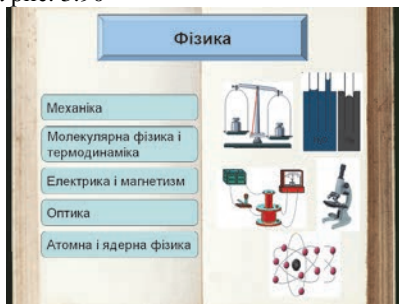 Фізика
Механіка
Молекулярна фізика і
термодинаміка
Електрика і магнетизм
Оптика
Атомна і ядерна фізика